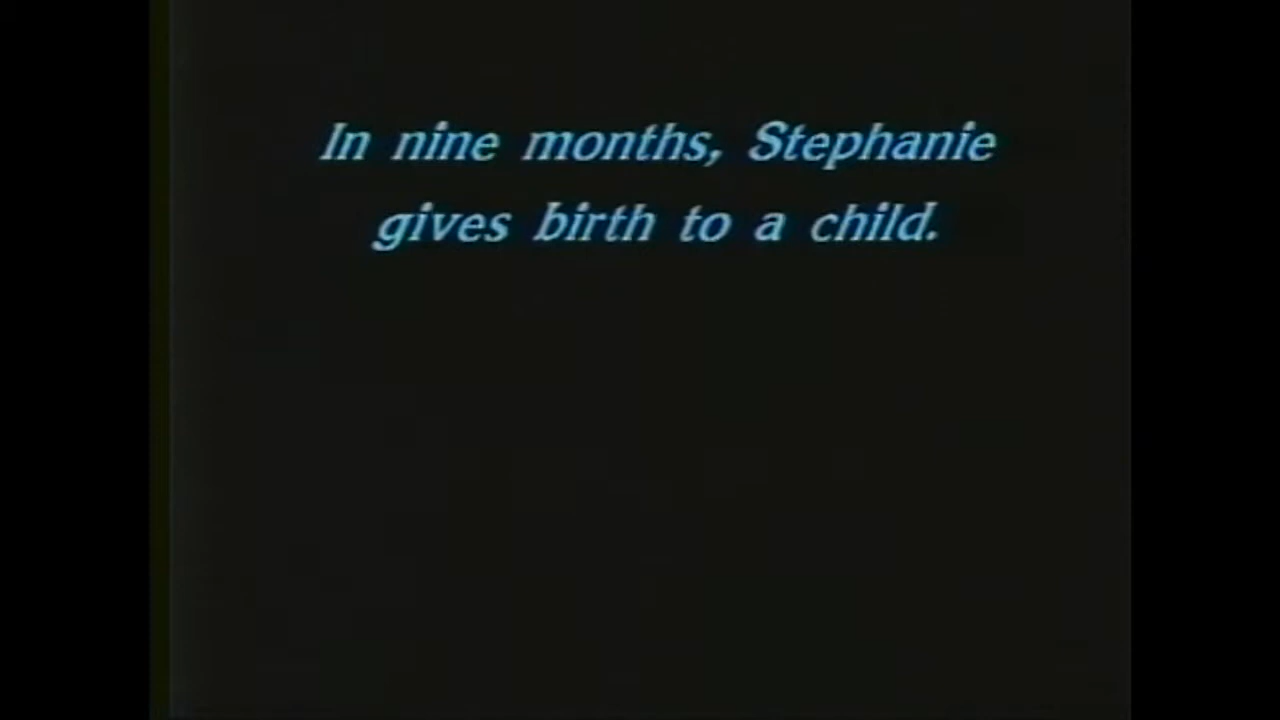 In nine months, Stephanie
gives birth to a child.